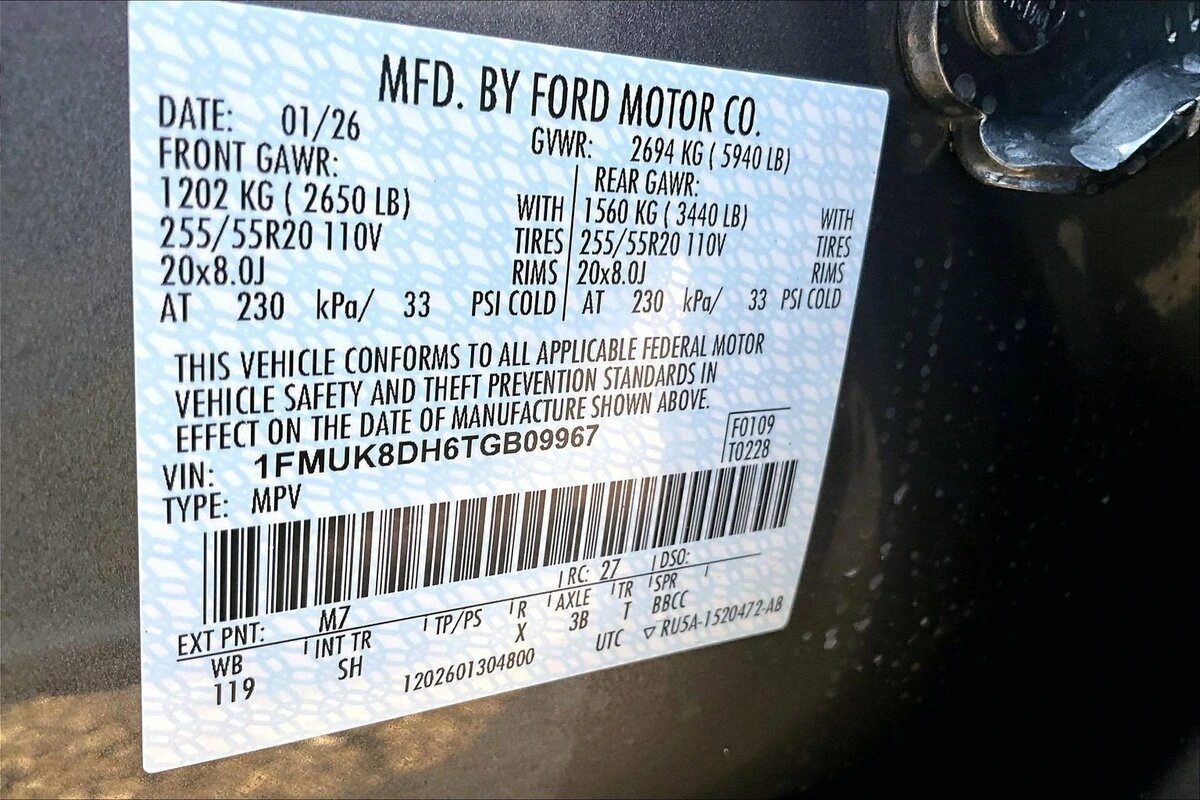 MFD. BY FORD MOTOR CO.
DATE: 01/26
GVWR: 2694 KG ( 5940 LB)
FRONT GAWR:
REAR GAWR:
1202 KG ( 2650 LB) WITH
1560 KG ( 3440 LB) WITH
255/55R20 110V TIRES
255/55R20 110V TIRES
20x8.0J RIMS
20x8.0J RIMS
AT 230 kPa/ 33 PSI COLD
AT 230 kPa/ 33 PSI COLD
THIS VEHICLE CONFORMS TO ALL APPLICABLE FEDERAL MOTOR
VEHICLE SAFETY AND THEFT PREVENTION STANDARDS IN
EFFECT ON THE DATE OF MANUFACTURE SHOWN ABOVE.
VIN: 1FMUK8DH6TGB09967
F0109
TYPE: MPV
T0228
EXT PNT: M7 RC: 27 DSO:
WB INT TR TP/PS R AXLE TR SPR
119 SH X 3B T BBCC
1202601304800 UTC ▽RU5A-1520472-AB